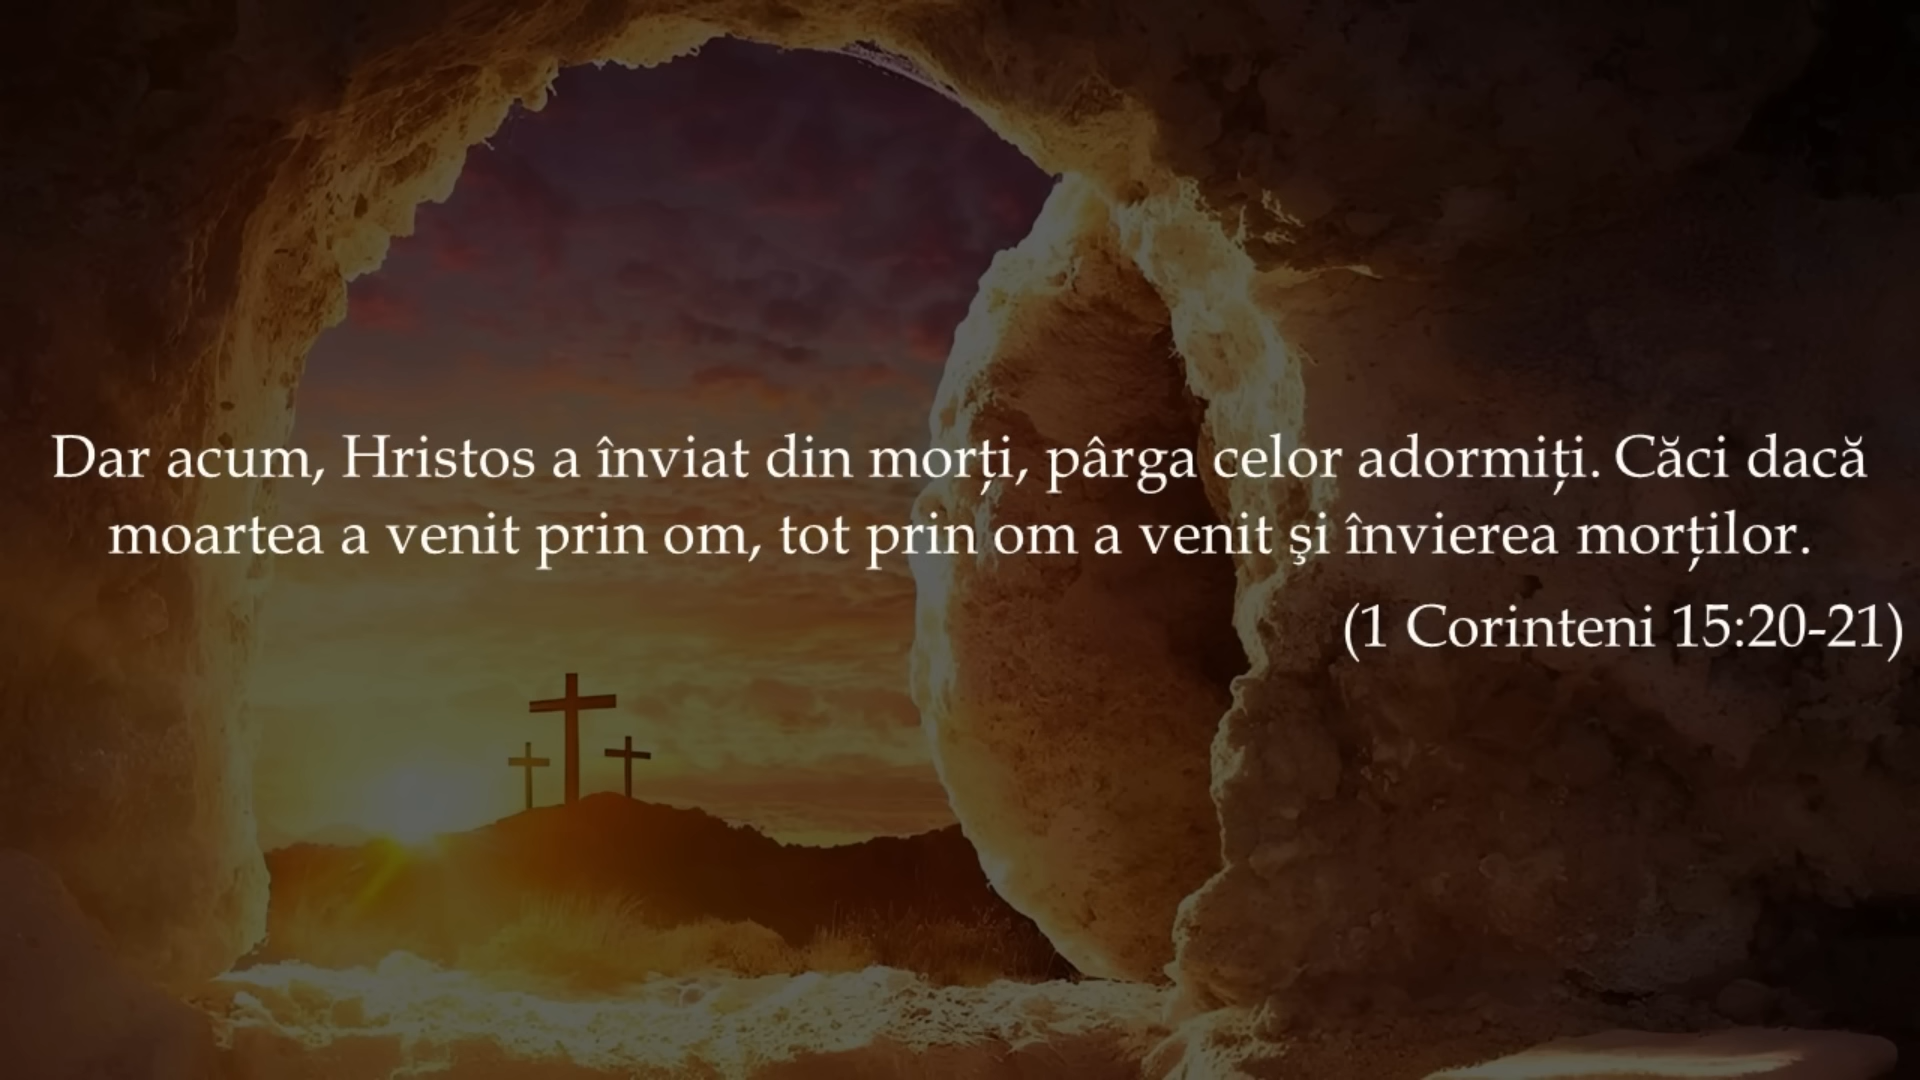 Dar acum, Hristos a înviat din morți, pârga celor adormiți. Căci dacă
moartea a venit prin om, tot prin om a venit şi învierea morților.
(1 Corinteni 15:20-21)